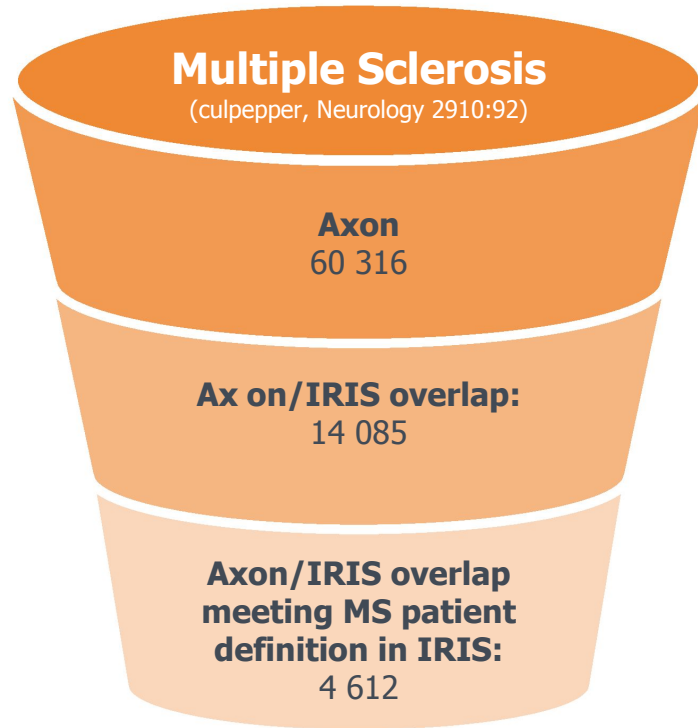 Multiple Sclerosis
(culpepper, Neurology 2910:92)
Axon
60 316
Ax on/IRIS overlap:
14 085
Axon/IRIS overlap
meeting MS patient
definition in IRIS:
4 612